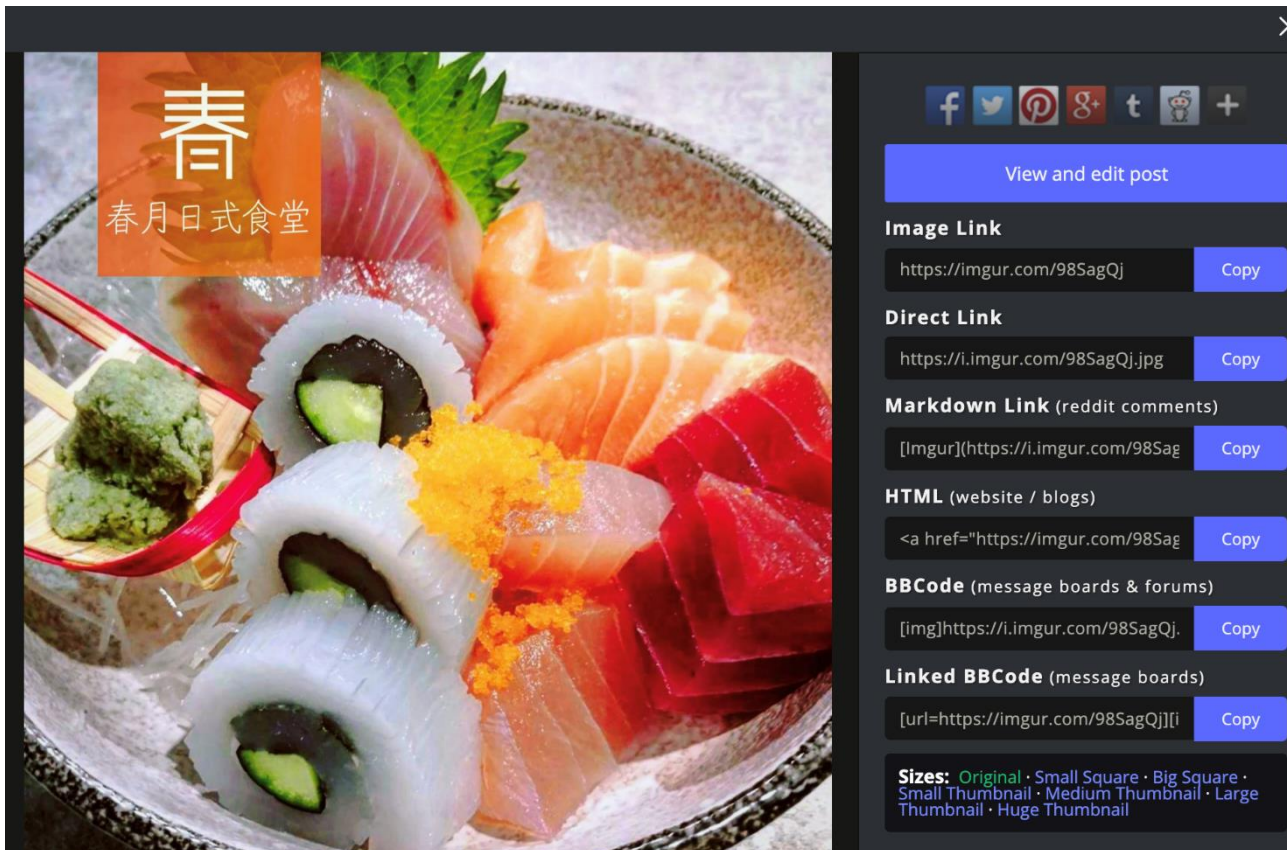 春
春月日式食堂
View and edit post
Image Link
https://imgur.com/98SagQj
Copy
Direct Link
https://i.imgur.com/98SagQj.jpg
Copy
Markdown Link (reddit comments)
[Imgur](https://i.imgur.com/98Sag
Copy
HTML (website / blogs)
<a href="https://imgur.com/98Sag
Copy
BBCode (message boards & forums)
[img]https://i.imgur.com/98SagQj.
Copy
Linked BBCode (message boards)
[url=https://imgur.com/98SagQj][i
Copy
Sizes: Original · Small Square · Big Square ·
Small Thumbnail · Medium Thumbnail · Large
Thumbnail · Huge Thumbnail